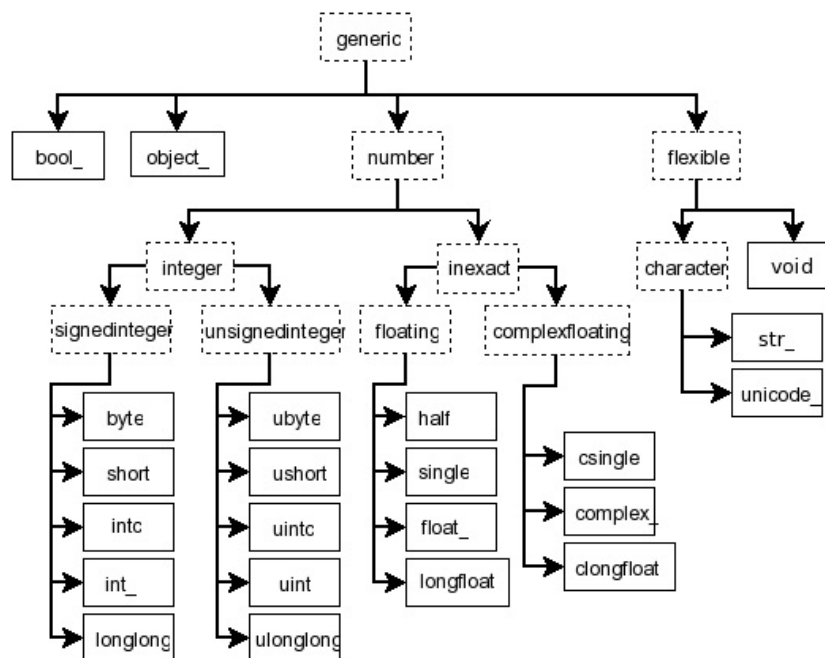 generic
bool_
object_
number
flexible
integer
inexact
character
void
signedinteger
unsignedinteger
floating
complexfloating
str_
unicode_
byte
short
intc
int_
longlong
ubyte
ushort
uintc
uint
ulonglong
half
single
float_
longfloat
csingle
complex_
clongfloat